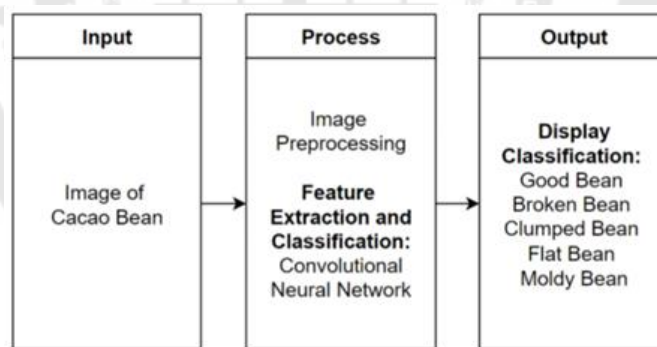 Input
Image of
Cacao Bean
Process
Image
Preprocessing
Feature
Extraction and
Classification:
Convolutional
Neural Network
Output
Display
Classification:
Good Bean
Broken Bean
Clumped Bean
Flat Bean
Moldy Bean